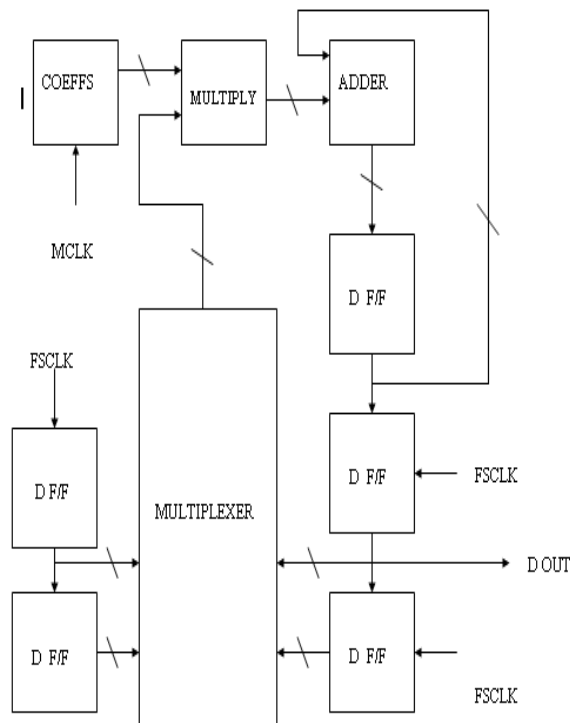 COEFFS
MULTIPLY
ADDER
MCLK
D F/F
FSCLK
D F/F
D F/F
FSCLK
MULTIPLEXER
D OUT
D F/F
D F/F
FSCLK